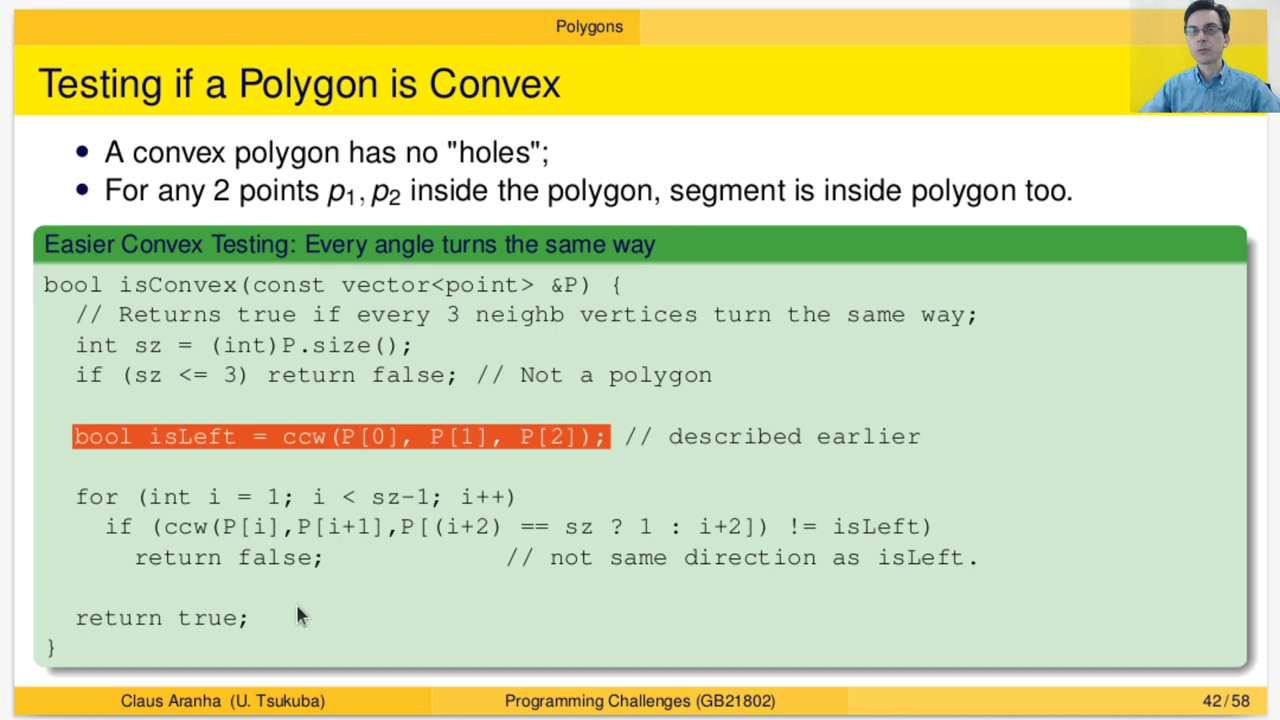 Polygons
Testing if a Polygon is Convex
• A convex polygon has no "holes";
• For any 2 points p₁, p₂ inside the polygon, segment is inside polygon too.
Easier Convex Testing: Every angle turns the same way
bool isConvex(const vector<point> &P) {
  // Returns true if every 3 neighb vertices turn the same way;
  int sz = (int)P.size();
  if (sz <= 3) return false; // Not a polygon
  bool isLeft = ccw(P[0], P[1], P[2]); // described earlier
  for (int i = 1; i < sz-1; i++)
    if (ccw(P[i],P[i+1],P[(i+2) == sz ? 1 : i+2]) != isLeft)
      return false;            // not same direction as isLeft.
  return true;
}
Claus Aranha (U. Tsukuba) Programming Challenges (GB21802) 42 / 58